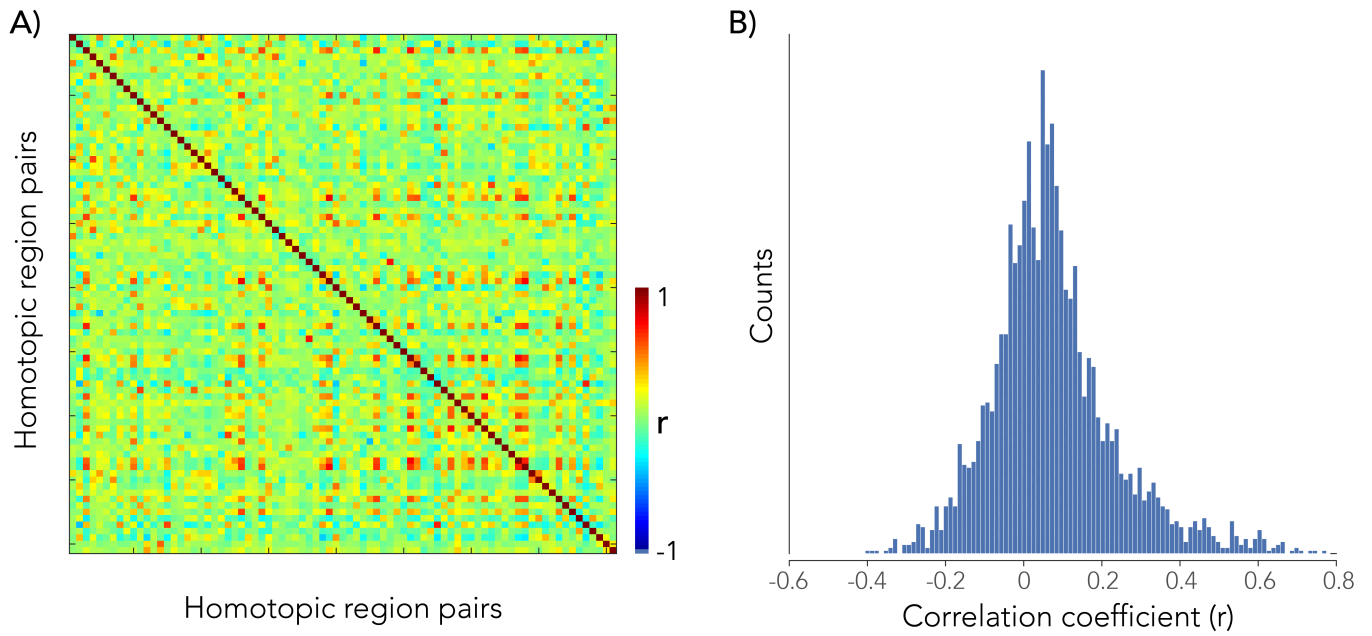 A)
Homotopic region pairs
Homotopic region pairs
1
r
-1
B)
Counts
-0.6 -0.4 -0.2 0 0.2 0.4 0.6 0.8
Correlation coefficient (r)